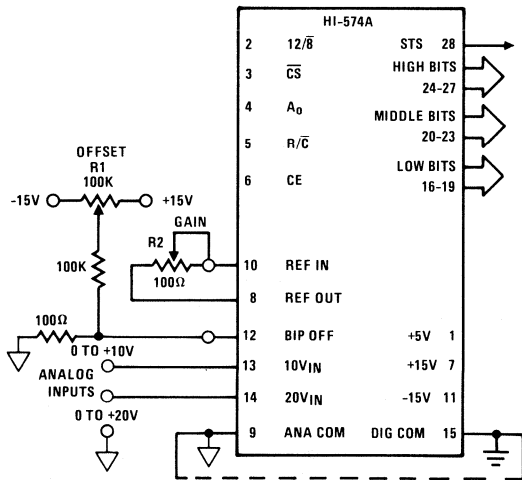 HI-574A
2 12/8̅ STS 28
3 C̅S̅ HIGH BITS
24-27
4 A₀ MIDDLE BITS
20-23
5 R/C̅ LOW BITS
16-19
6 CE
OFFSET
R1
100K
-15V +15V
GAIN
R2
100Ω
100K
10 REF IN
8 REF OUT
100Ω
12 BIP OFF +5V 1
0 TO +10V
13 10VIN +15V 7
ANALOG
INPUTS
14 20VIN -15V 11
0 TO +20V
9 ANA COM DIG COM 15